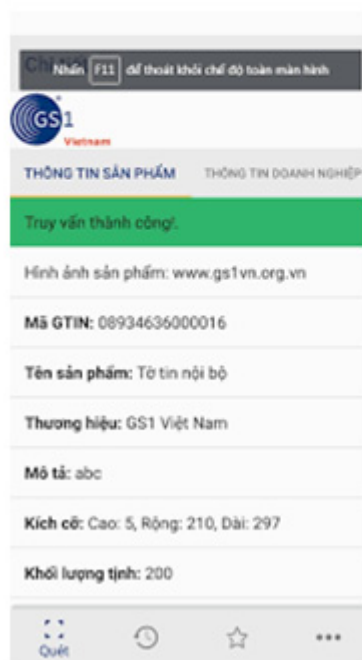 Nhấn F11 để thoát khỏi chế độ toàn màn hình
GS1
Vietnam
THÔNG TIN SẢN PHẨM THÔNG TIN DOANH NGHIỆP
Truy vấn thành công!.
Hình ảnh sản phẩm: www.gs1vn.org.vn
Mã GTIN: 08934636000016
Tên sản phẩm: Tờ tin nội bộ
Thương hiệu: GS1 Việt Nam
Mô tả: abc
Kích cỡ: Cao: 5, Rộng: 210, Dài: 297
Khối lượng tịnh: 200
Quét